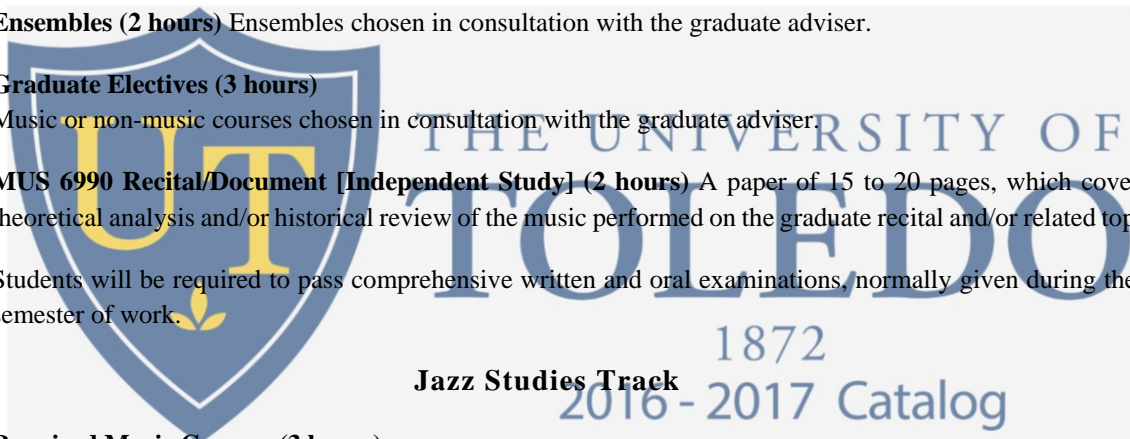 Ensembles (2 hours) Ensembles chosen in consultation with the graduate adviser.
Graduate Electives (3 hours)
Music or non-music courses chosen in consultation with the graduate adviser.
THE UNIVERSITY OF
UT
TOLEDO
MUS 6990 Recital/Document [Independent Study] (2 hours) A paper of 15 to 20 pages, which cove
theoretical analysis and/or historical review of the music performed on the graduate recital and/or related top
Students will be required to pass comprehensive written and oral examinations, normally given during the
semester of work.
1872
Jazz Studies Track
2016 - 2017 Catalog